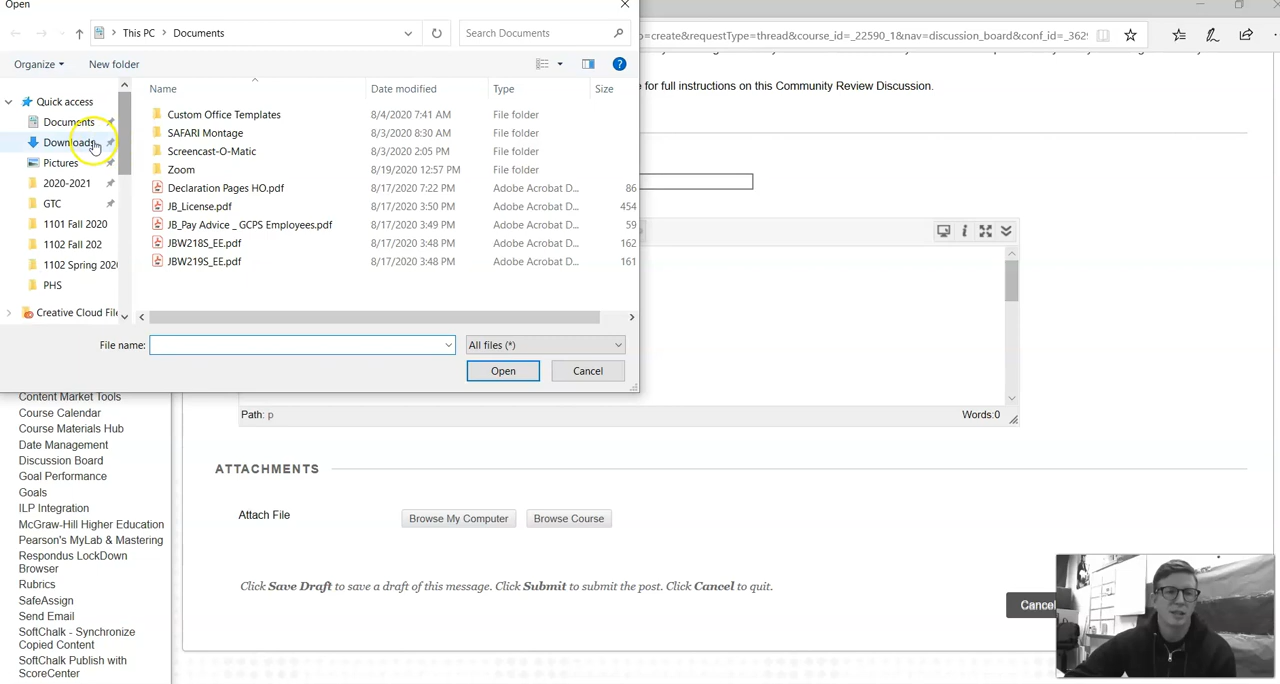 Open
This PC > Documents
Search Documents
Organize
New folder
Quick access
Documents
Downloads
Pictures
2020-2021
GTC
1101 Fall 2020
1102 Fall 202
1102 Spring 202
PHS
Creative Cloud File
Name Date modified Type Size
Custom Office Templates 8/4/2020 7:41 AM File folder
SAFARI Montage 8/3/2020 8:30 AM File folder
Screencast-O-Matic 8/3/2020 2:05 PM File folder
Zoom 8/19/2020 12:57 PM File folder
Declaration Pages HO.pdf 8/17/2020 7:22 PM Adobe Acrobat D... 86
JB_License.pdf 8/17/2020 3:50 PM Adobe Acrobat D... 454
JB_Pay Advice _ GCPS Employees.pdf 8/17/2020 3:49 PM Adobe Acrobat D... 59
JBW218S_EE.pdf 8/17/2020 3:48 PM Adobe Acrobat D... 162
JBW219S_EE.pdf 8/17/2020 3:48 PM Adobe Acrobat D... 161
File name:
All files (*)
Open
Cancel
=create&requestType=thread&course_id=_22590_1&nav=discussion_board&conf_id=_3629
for full instructions on this Community Review Discussion.
Path: p
Words:0
Content Market Tools
Course Calendar
Course Materials Hub
Date Management
Discussion Board
Goal Performance
Goals
ILP Integration
McGraw-Hill Higher Education
Pearson's MyLab & Mastering
Respondus LockDown
Browser
Rubrics
SafeAssign
Send Email
SoftChalk - Synchronize
Copied Content
SoftChalk Publish with
ScoreCenter
ATTACHMENTS
Attach File
Browse My Computer
Browse Course
Click Save Draft to save a draft of this message. Click Submit to submit the post. Click Cancel to quit.
Cancel